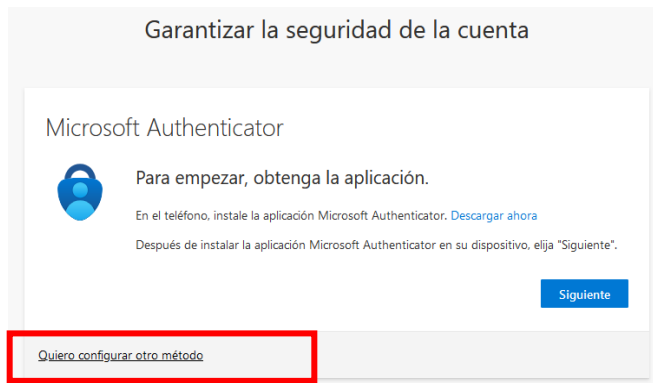 Garantizar la seguridad de la cuenta
Microsoft Authenticator
Para empezar, obtenga la aplicación.
En el teléfono, instale la aplicación Microsoft Authenticator. Descargar ahora
Después de instalar la aplicación Microsoft Authenticator en su dispositivo, elija "Siguiente".
Siguiente
Quiero configurar otro método